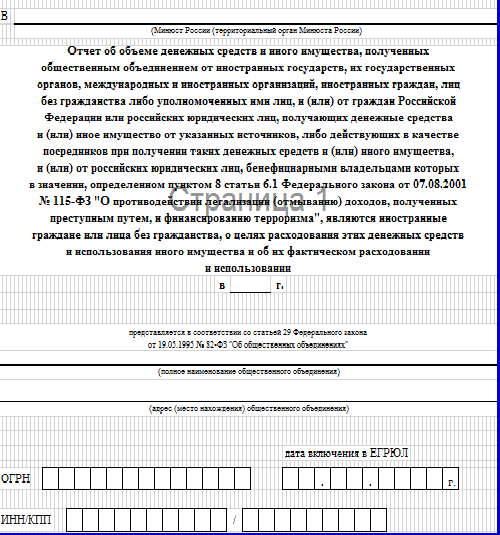 В
(Минюст России (территориальный орган Минюста России)
Отчет об объеме денежных средств и иного имущества, полученных
общественным объединением от иностранных государств, их государственных
органов, международных и иностранных организаций, иностранных граждан, лиц
без гражданства либо уполномоченных ими лиц, и (или) от граждан Российской
Федерации или российских юридических лиц, получающих денежные средства
и (или) иное имущество от указанных источников, либо действующих в качестве
посредников при получении таких денежных средств и (или) иного имущества,
и (или) от российских юридических лиц, бенефициарными владельцами которых
в значении, определенном пунктом 8 статьи 6.1 Федерального закона от 07.08.2001
Страница 1
№ 115-ФЗ "О противодействии легализации (отмыванию) доходов, полученных
преступным путем, и финансированию терроризма", являются иностранные
граждане или лица без гражданства, о целях расходования этих денежных средств
и использования иного имущества и об их фактическом расходовании
и использовании
в г.
представляется в соответствии со статьей 29 Федерального закона
от 19.05.1995 № 82-ФЗ "Об общественных объединениях"
(полное наименование общественного объединения)
(адрес (место нахождения) общественного объединения)
дата включения в ЕГРЮЛ
ОГРН . . г.
ИНН/КПП /